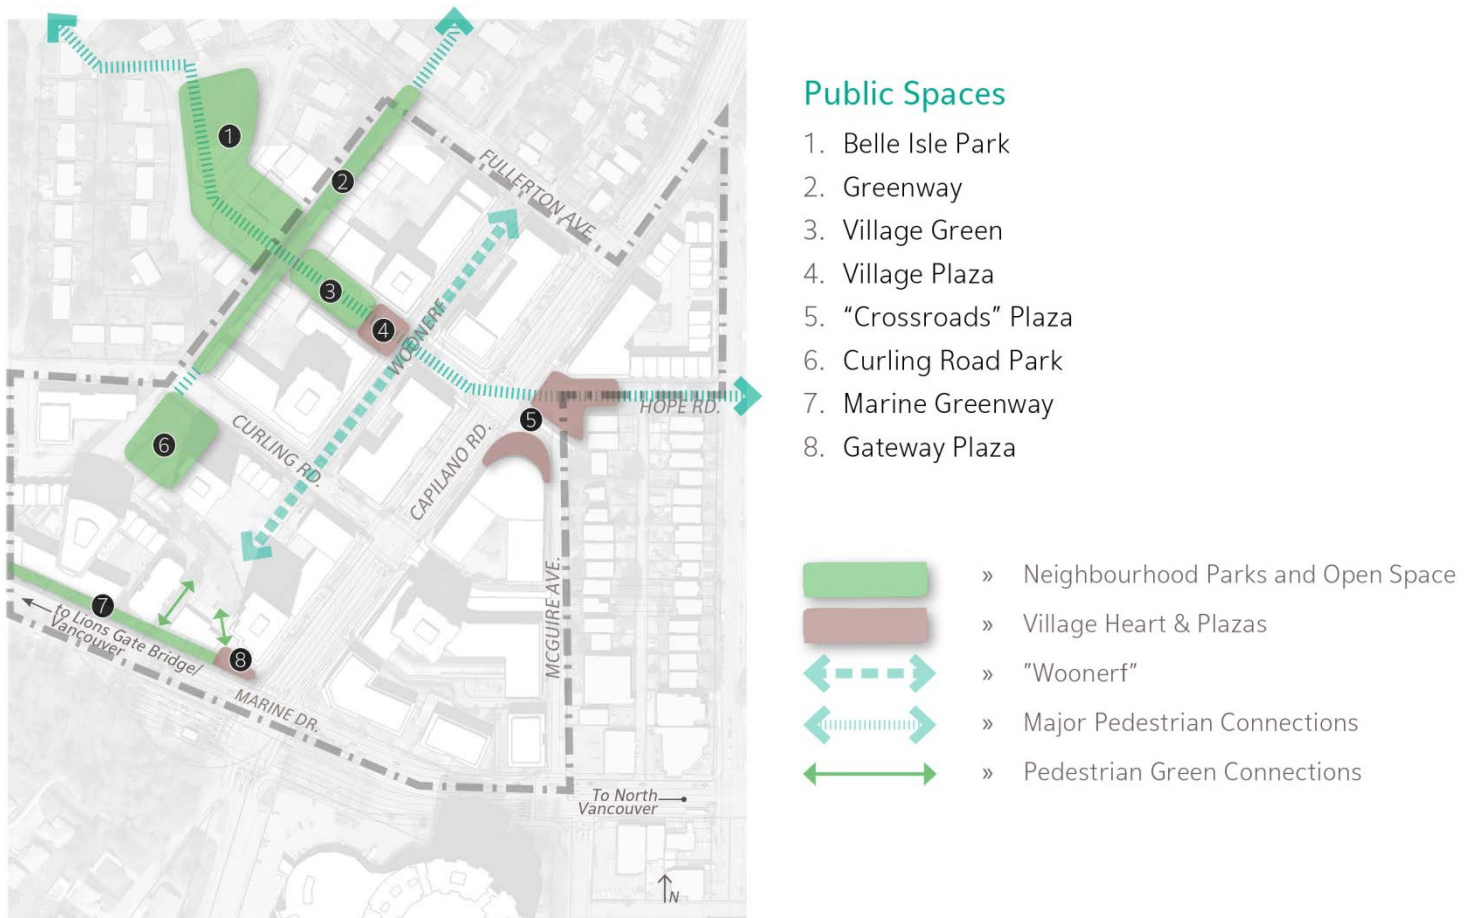 1
2
FULLERTON AVE
3
4
WOONERF
HOPE RD.
5
6
CURLING RD.
CAPILANO RD.
MCGUIRE AVE.
7
to Lions Gate Bridge/
Vancouver
8
MARINE DR.
To North
Vancouver
N
Public Spaces
1. Belle Isle Park
2. Greenway
3. Village Green
4. Village Plaza
5. “Crossroads” Plaza
6. Curling Road Park
7. Marine Greenway
8. Gateway Plaza
» Neighbourhood Parks and Open Space
» Village Heart & Plazas
» "Woonerf"
» Major Pedestrian Connections
» Pedestrian Green Connections